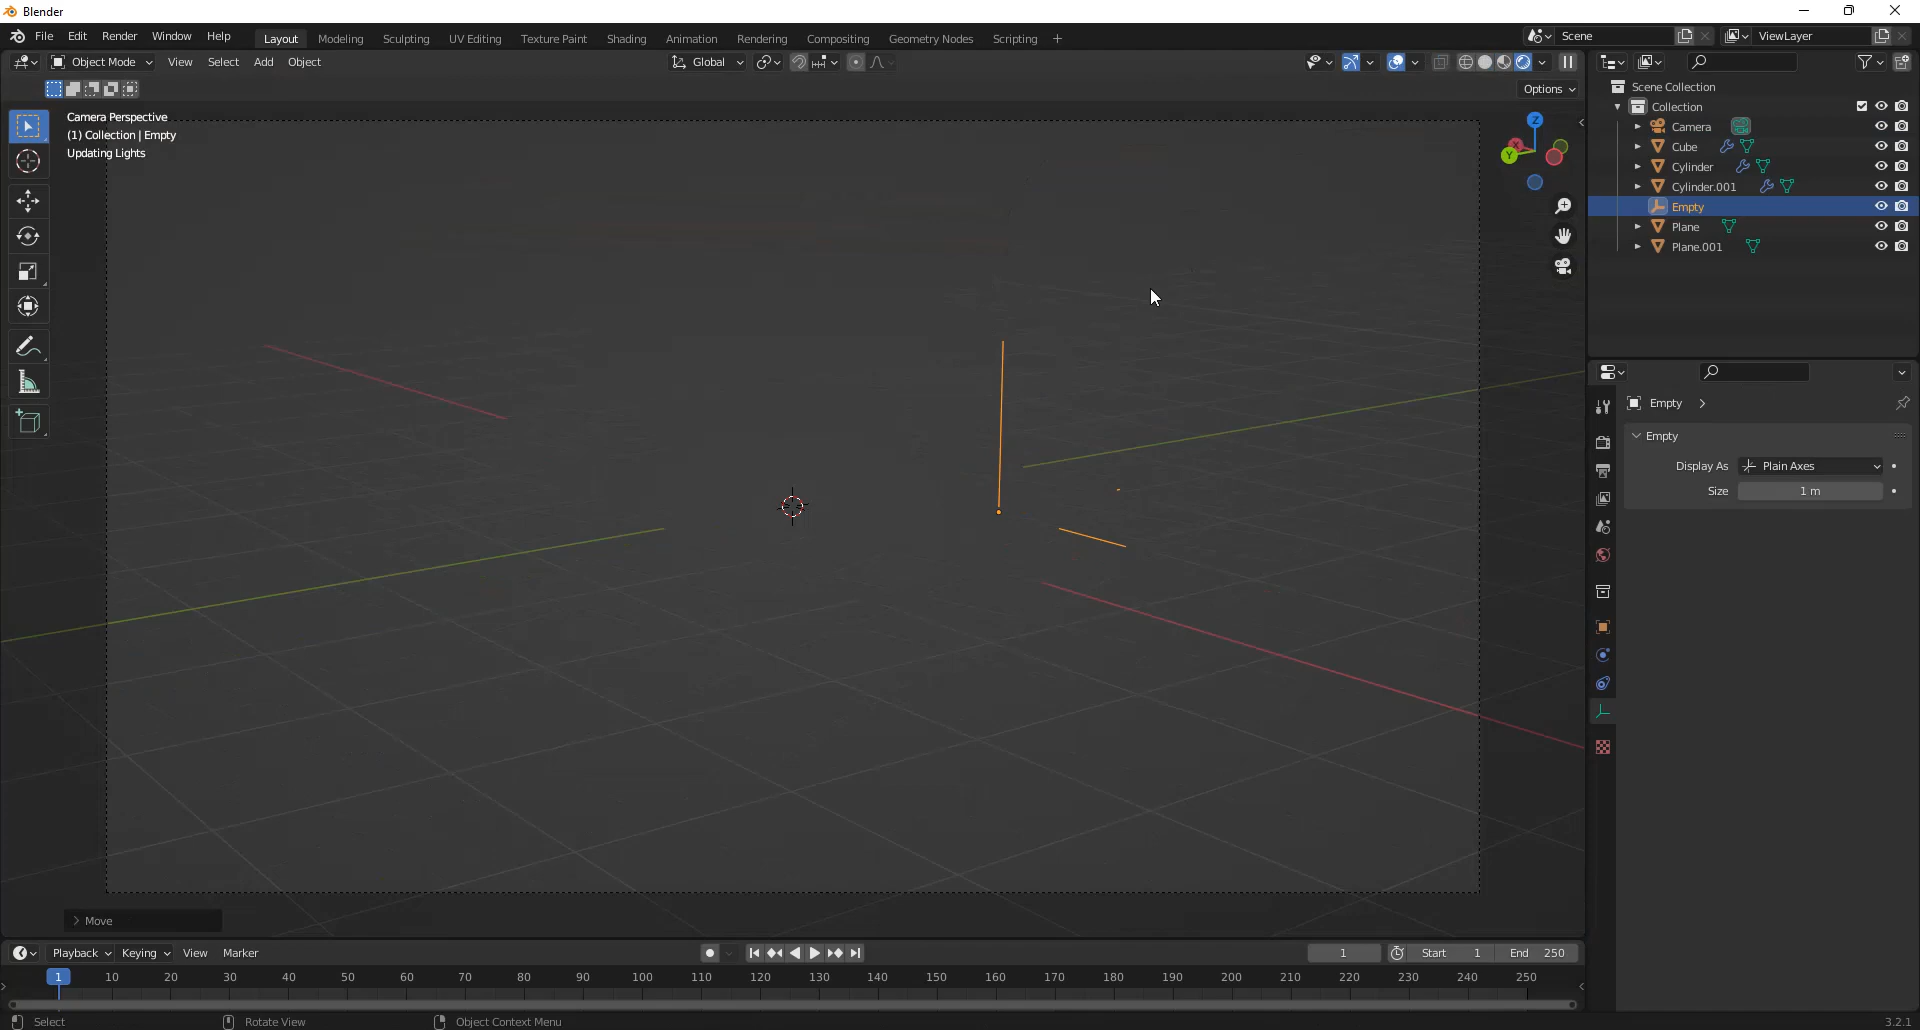 Blender
File Edit Render Window Help Layout Modeling Sculpting UV Editing Texture Paint Shading Animation Rendering Compositing Geometry Nodes Scripting + Scene ViewLayer
Object Mode View Select Add Object Global
Options
Camera Perspective
(1) Collection | Empty
Updating Lights
Z
X
Y
Scene Collection
Collection
Camera
Cube
Cylinder
Cylinder.001
Empty
Plane
Plane.001
Empty
Empty
Display As Plain Axes
Size 1 m
Move
Playback Keying View Marker 1 Start 1 End 250
1 10 20 30 40 50 60 70 80 90 100 110 120 130 140 150 160 170 180 190 200 210 220 230 240 250
Select Rotate View Object Context Menu 3.2.1